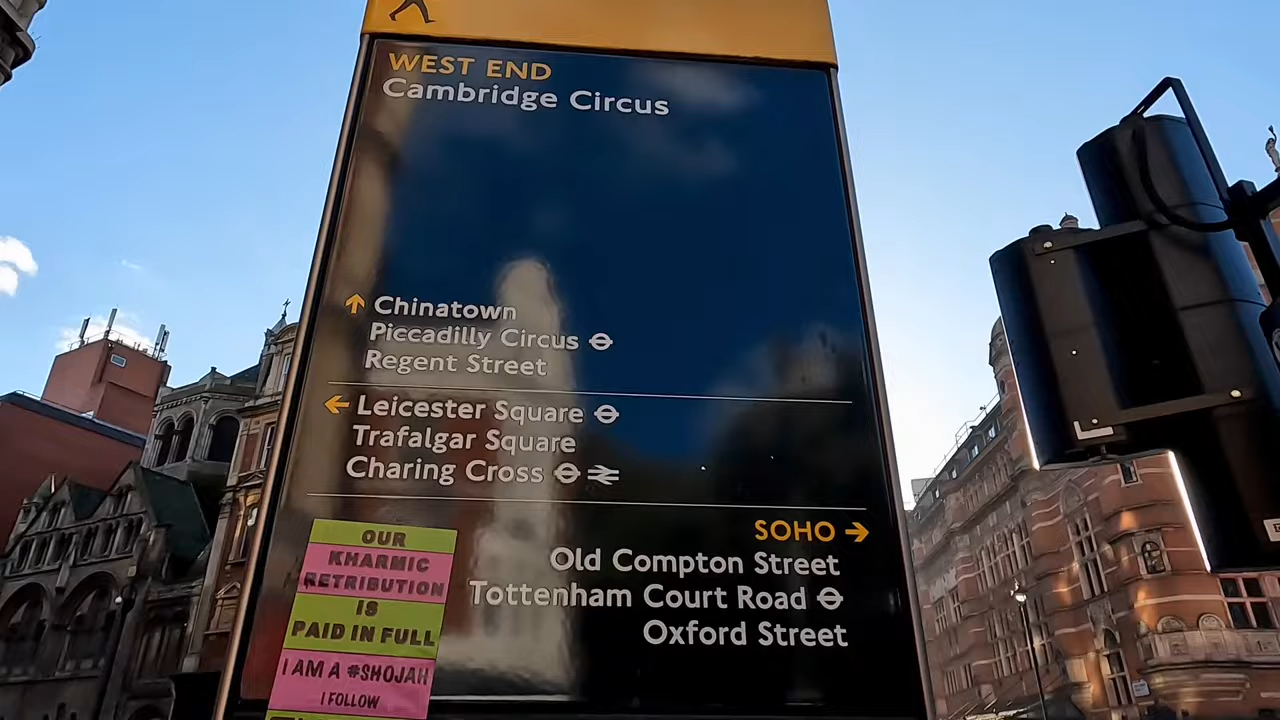 WEST END
Cambridge Circus
Chinatown
Piccadilly Circus
Regent Street
Leicester Square
Trafalgar Square
Charing Cross
SOHO
Old Compton Street
Tottenham Court Road
Oxford Street
OUR
KHARMIC
RETRIBUTION
IS
PAID IN FULL
I AM A #SHOJAH
I FOLLOW